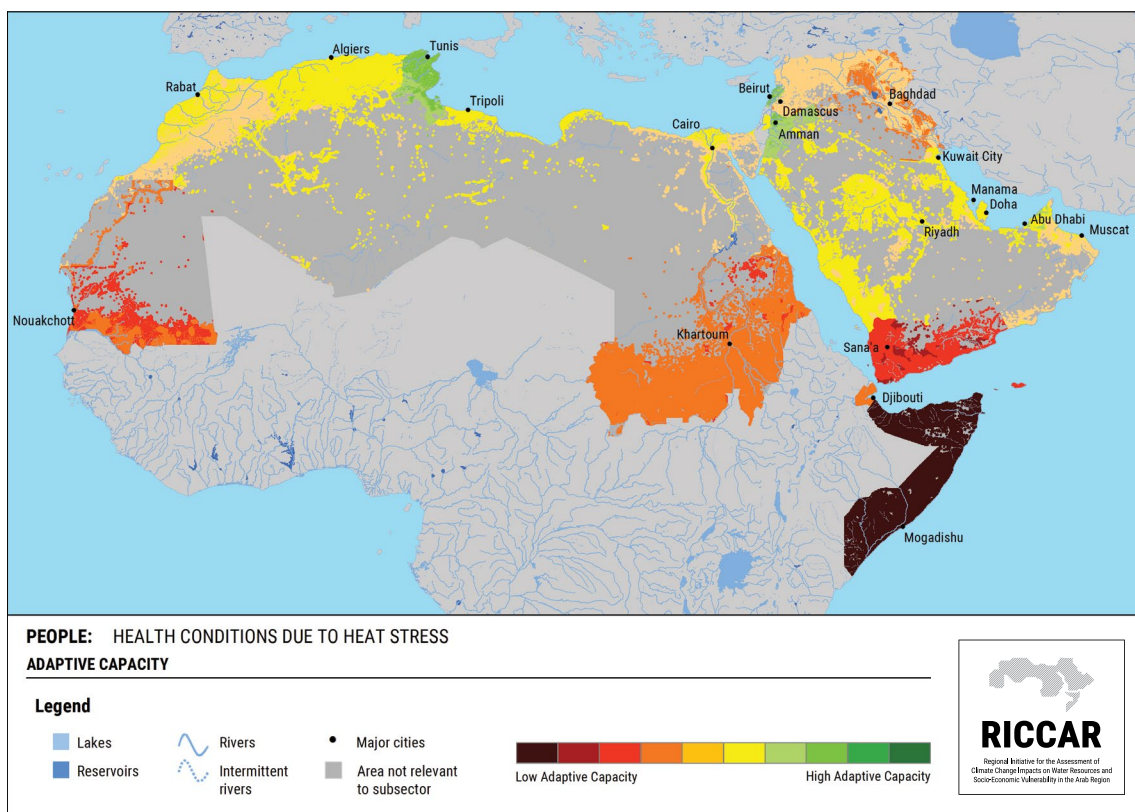 Algiers
Tunis
Rabat
Tripoli
Beirut
Damascus
Baghdad
Cairo
Amman
Kuwait City
Manama
Doha
Abu Dhabi
Riyadh
Muscat
Nouakchott
Khartoum
Sana'a
Djibouti
Mogadishu
PEOPLE: HEALTH CONDITIONS DUE TO HEAT STRESS
ADAPTIVE CAPACITY
Legend
Lakes
Reservoirs
Rivers
Intermittent
rivers
Major cities
Area not relevant
to subsector
Low Adaptive Capacity
High Adaptive Capacity
RICCAR
Regional Initiative for the Assessment of
Climate Change Impacts on Water Resources and
Socio-Economic Vulnerability in the Arab Region